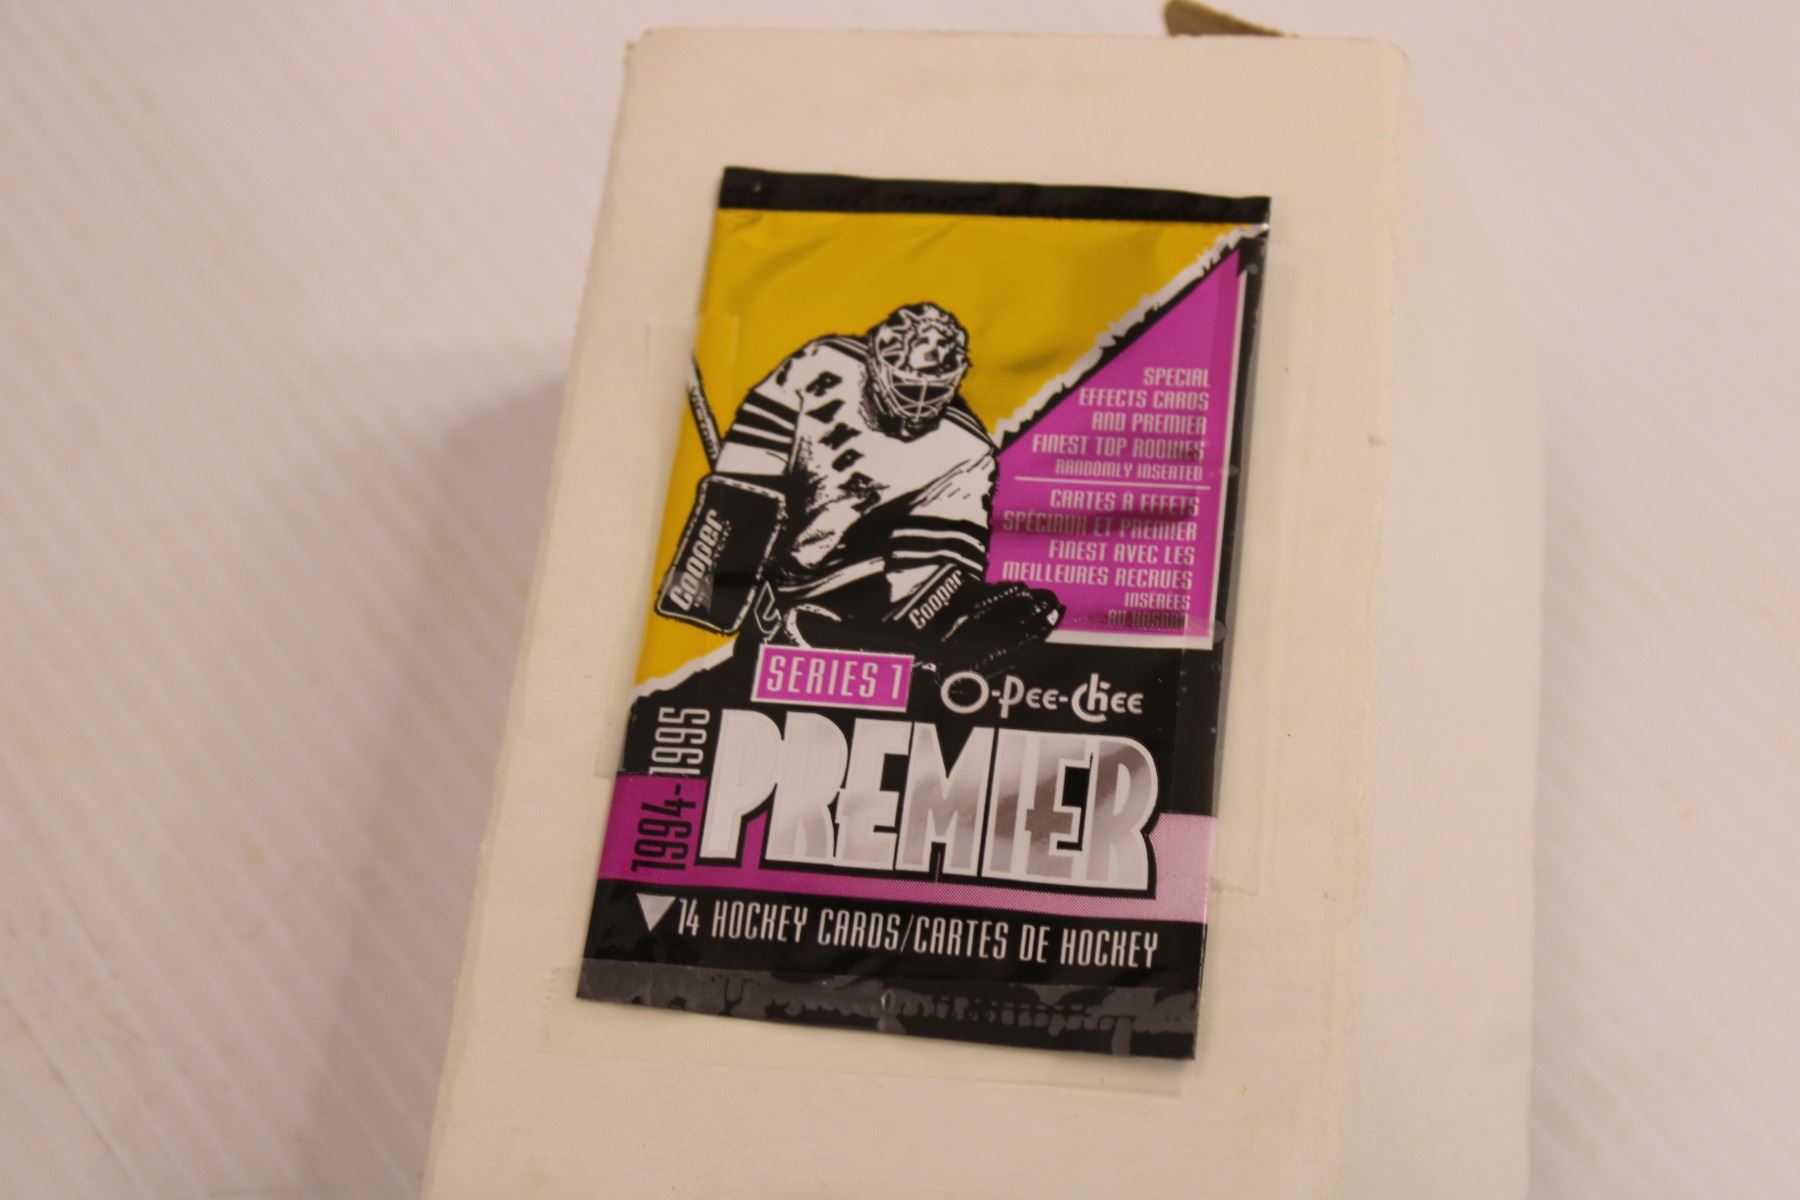 SPECIAL
EFFECTS CARDS
AND PREMIER
FINEST TOP ROOKIES
RANDOMLY INSERTED
CARTES À EFFETS
SPÉCIAUX ET PREMIER
FINEST AVEC LES
MEILLEURES RECRUES
INSÉRÉES
AU HASARD
RANGER
Cooper
Cooper
SERIES 1
O-Pee-Chee
1994-1995
PREMIER
14 HOCKEY CARDS/CARTES DE HOCKEY